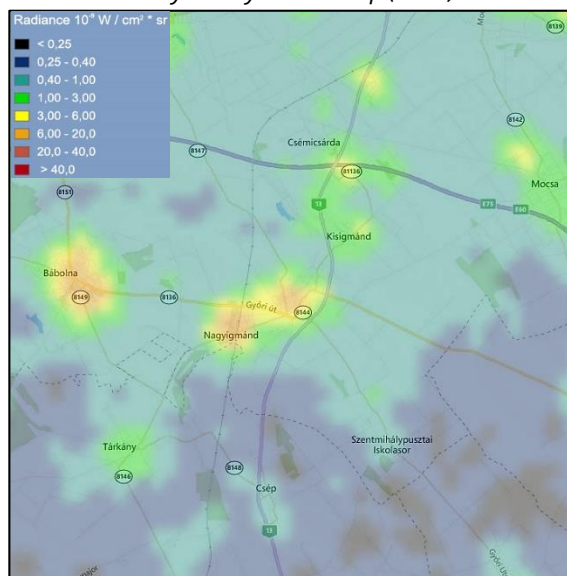 Radiance 10⁻⁹ W / cm² * sr
< 0,25
0,25 - 0,40
0,40 - 1,00
1,00 - 3,00
3,00 - 6,00
6,00 - 20,0
20,0 - 40,0
> 40,0
8139
8142
Csémicsárda
8147
81136
Mocsa
8151
13
E75
E60
Kisigmánd
Bábolna
8149
8136
Győri út
8144
Nagyigmánd
Szentmihálypusztai
Iskolasor
Tárkány
8148
8146
Csép
13
Győri Út